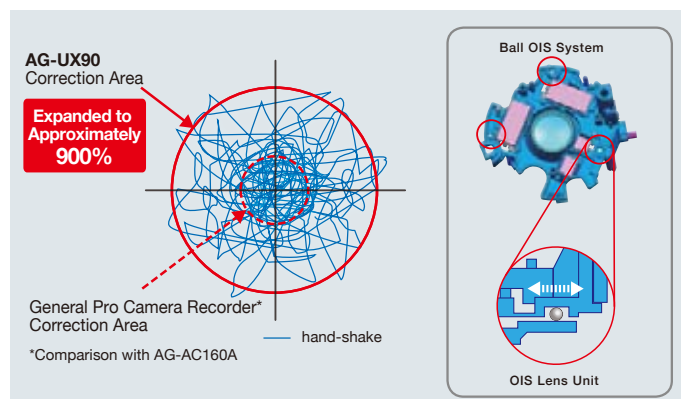 AG-UX90
Correction Area
Expanded to
Approximately
900%
General Pro Camera Recorder*
Correction Area
*Comparison with AG-AC160A
hand-shake
Ball OIS System
OIS Lens Unit